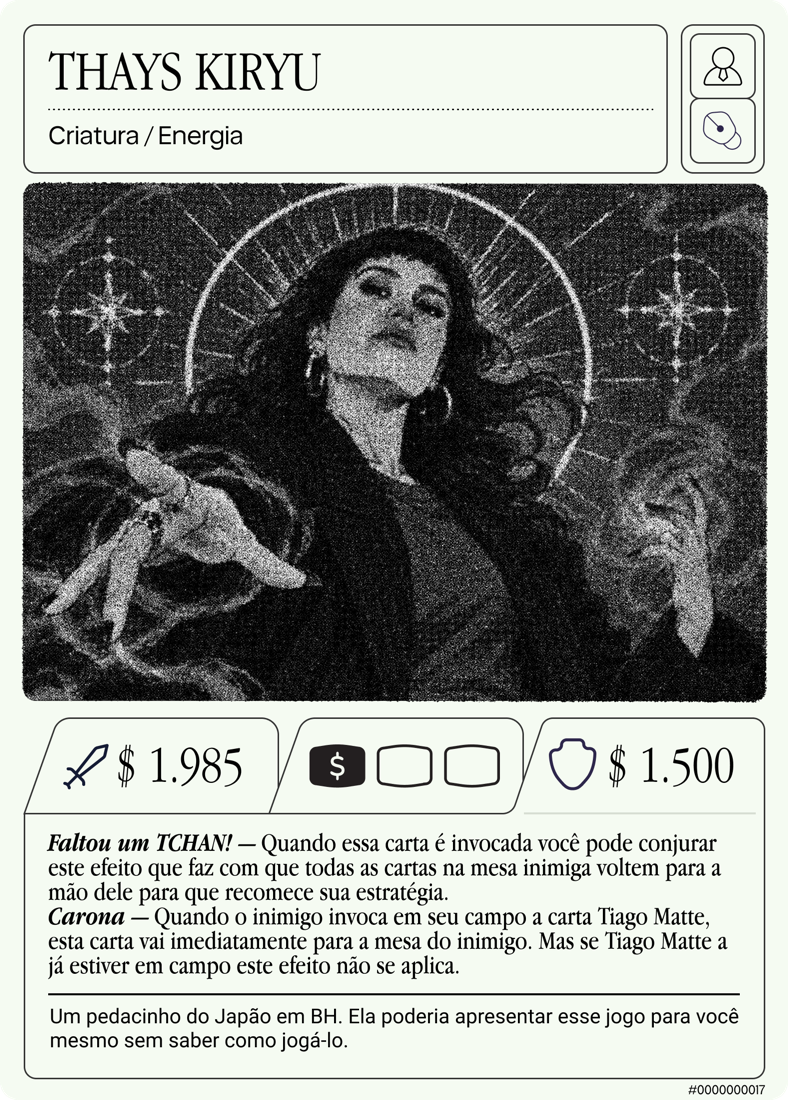 THAYS KIRYU
Criatura / Energia
$ 1.985
$
$ 1.500
Faltou um TCHAN! — Quando essa carta é invocada você pode conjurar
este efeito que faz com que todas as cartas na mesa inimiga voltem para a
mão dele para que recomece sua estratégia.
Carona — Quando o inimigo invoca em seu campo a carta Tiago Matte,
esta carta vai imediatamente para a mesa do inimigo. Mas se Tiago Matte a
já estiver em campo este efeito não se aplica.
Um pedacinho do Japão em BH. Ela poderia apresentar esse jogo para você
mesmo sem saber como jogá-lo.
#0000000017